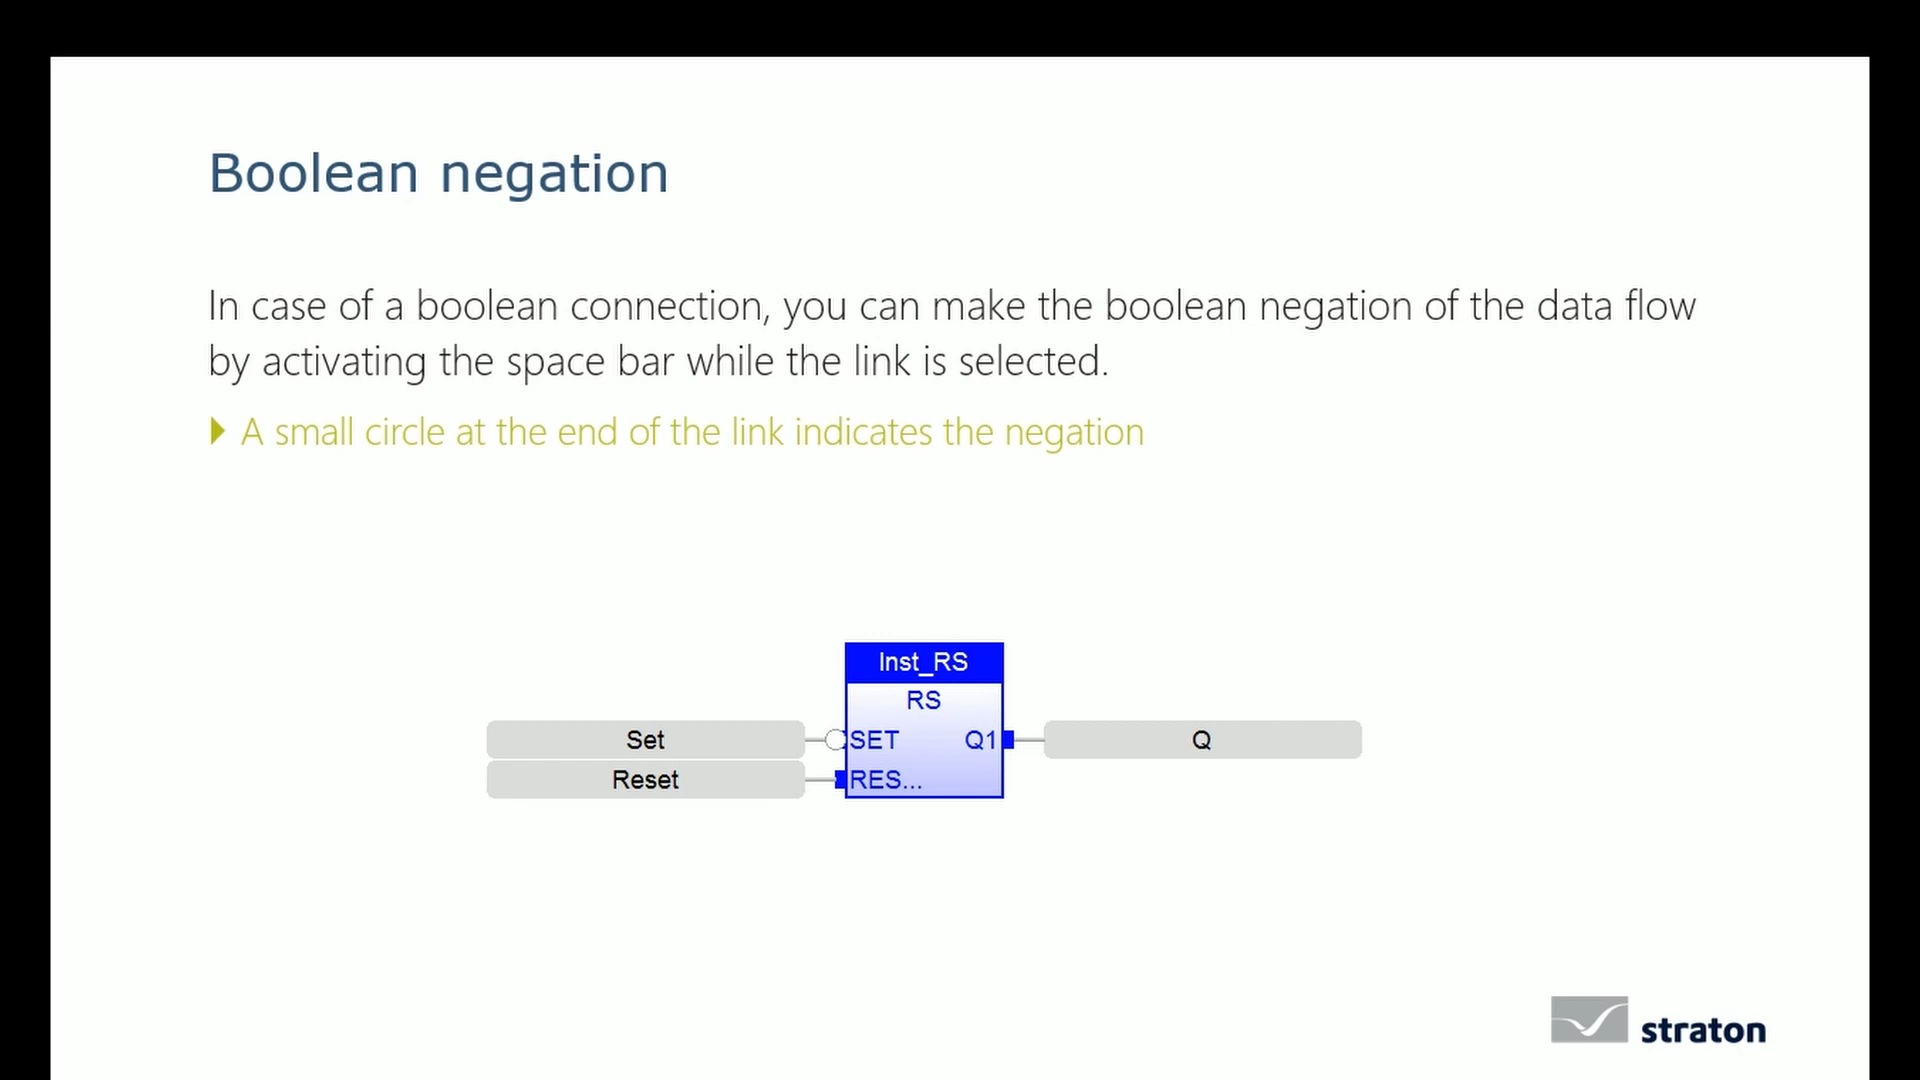 Boolean negation
In case of a boolean connection, you can make the boolean negation of the data flow
by activating the space bar while the link is selected.
A small circle at the end of the link indicates the negation
Inst_RS
RS
Set
SET
Q1
Q
Reset
RES...
straton